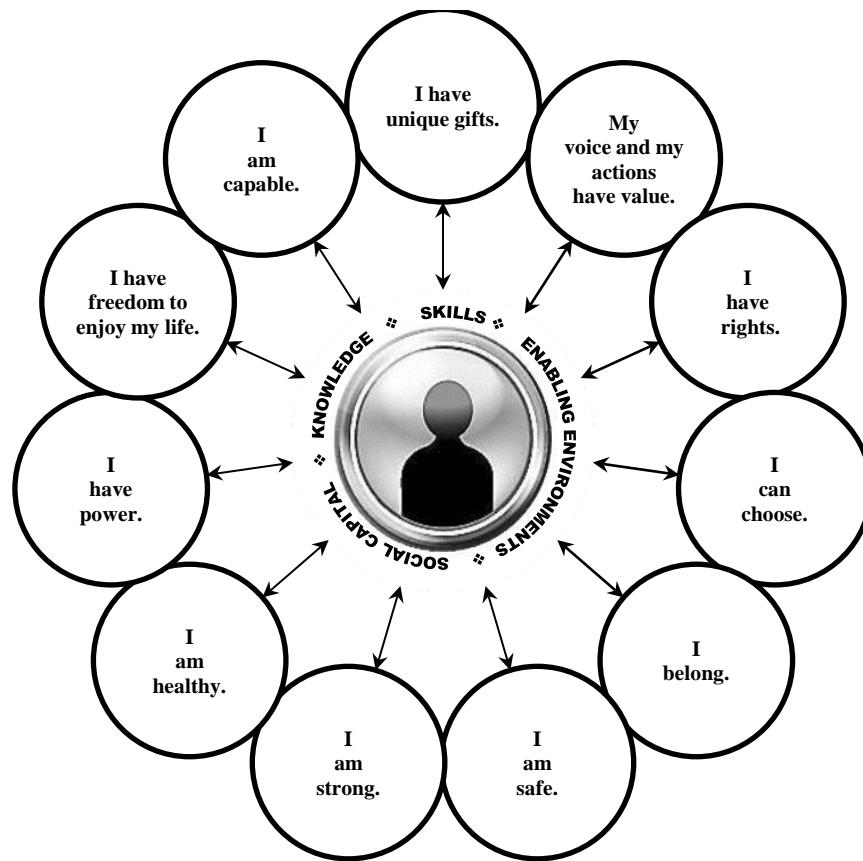 I have
unique gifts.
My
voice and my
actions
have value.
I
have
rights.
I
can
choose.
I
belong.
I
am
safe.
I
am
strong.
I
am
healthy.
I
have
power.
I have
freedom to
enjoy my life.
I
am
capable.
SKILLS
ENABLING ENVIRONMENTS
SOCIAL CAPITAL
KNOWLEDGE